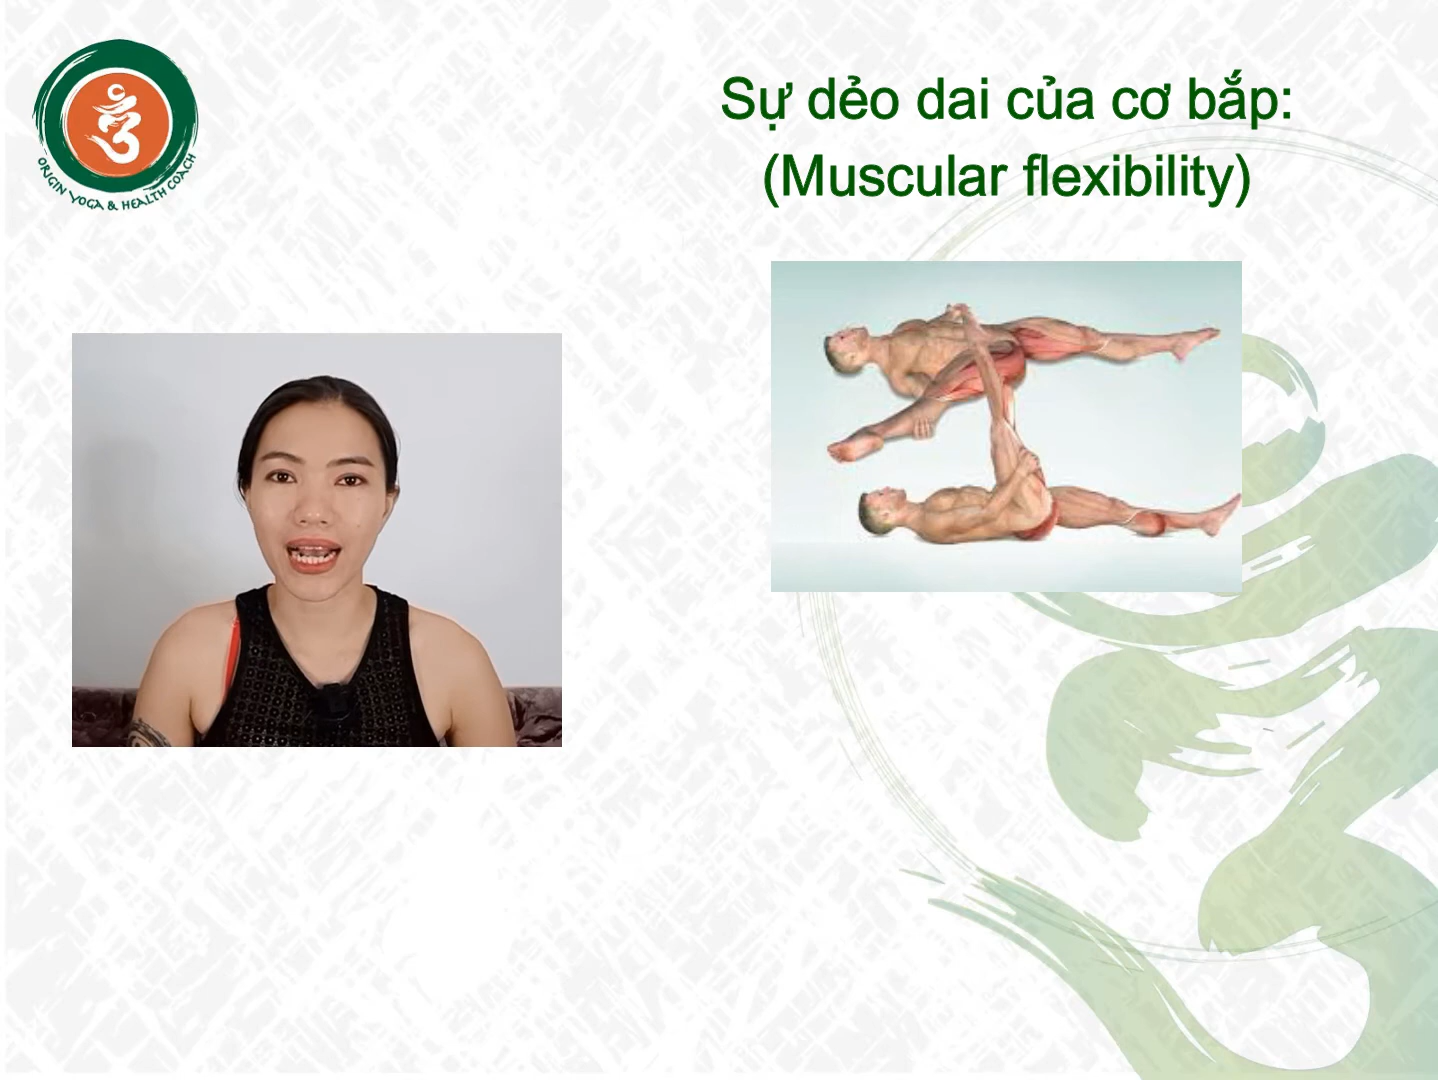 ORIGIN YOGA & HEALTH COACH
Sự dẻo dai của cơ bắp:
(Muscular flexibility)